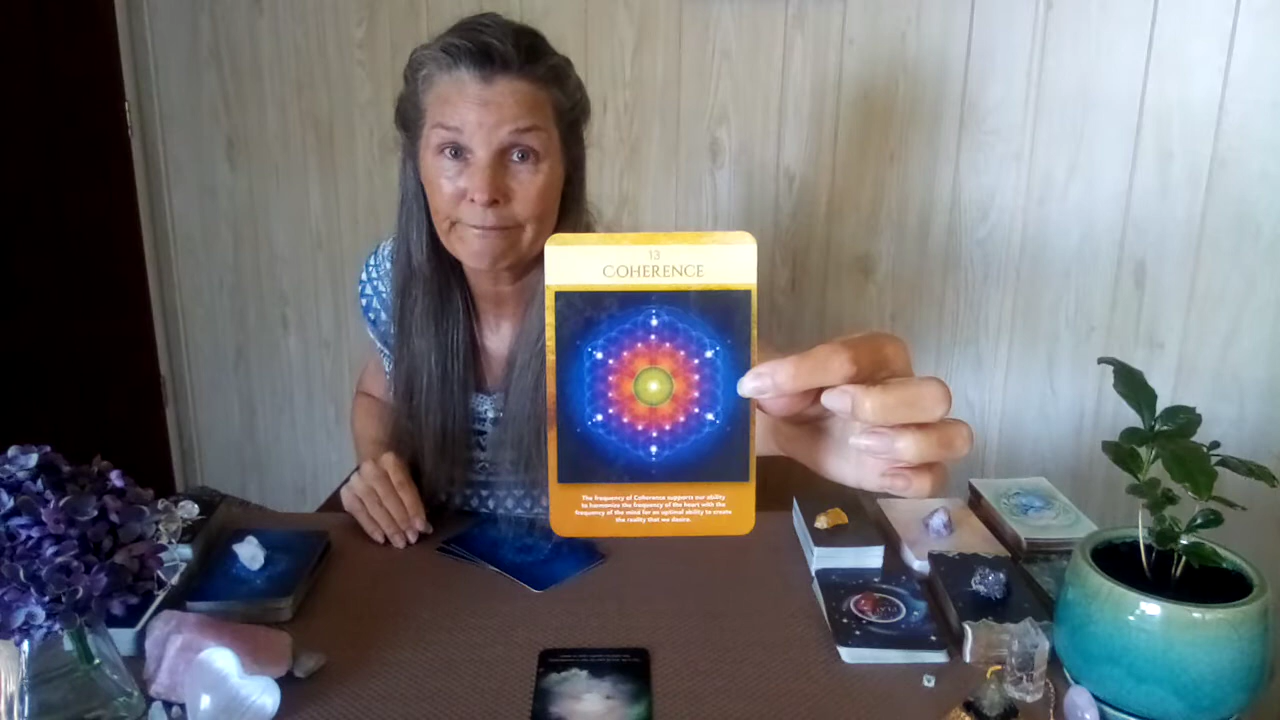 13
COHERENCE
The frequency of Coherence supports our ability
to harmonize the frequency of the heart with the
frequency of the mind for an optimal ability to create
the reality that we desire.